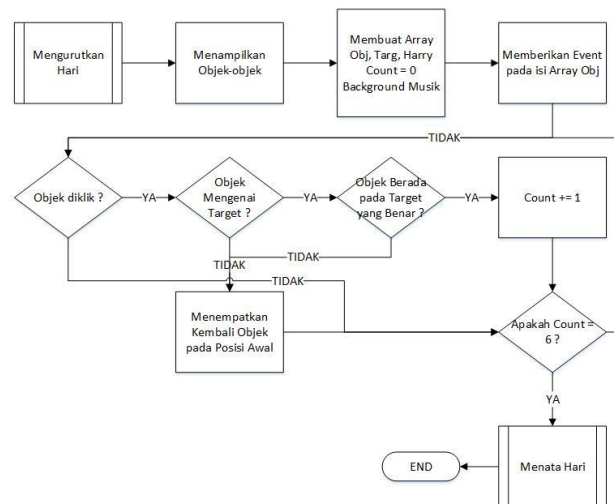 Mengurutkan
Hari
Menampilkan
Objek-objek
Membuat Array
Obj, Targ, Harry
Count = 0
Background Musik
Memberikan Event
pada isi Array Obj
TIDAK
Objek diklik ?
YA
Objek
Mengenai
Target ?
YA
Objek Berada
pada Target
yang Benar ?
YA
Count += 1
TIDAK
TIDAK
TIDAK
Menempatkan
Kembali Objek
pada Posisi Awal
Apakah Count =
6 ?
YA
END
Menata Hari